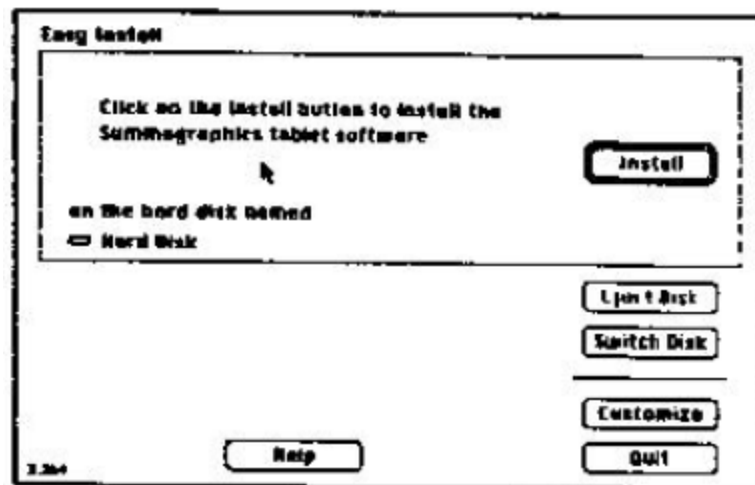 Easy Install
Click on the Install button to install the
Summagraphics tablet software
Install
on the hard disk named
Hard Disk
Eject Disk
Switch Disk
Customize
Help
Quit